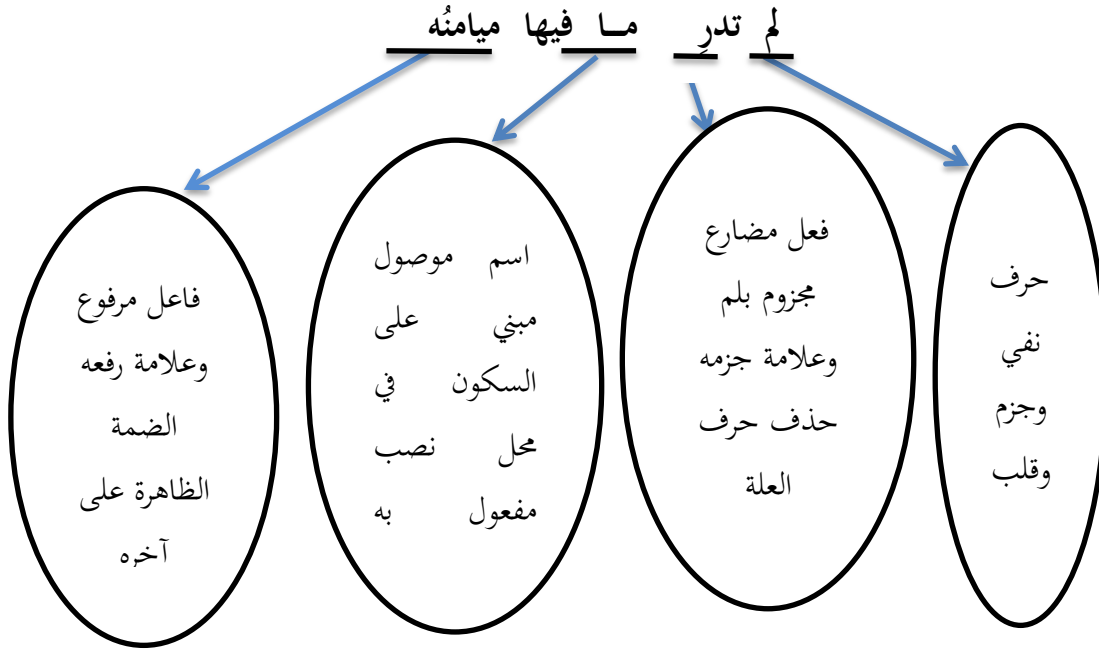 لم تدرِ مـا فيها ميامنُه
حرف
نفي
وجزم
وقلب
فعل مضارع
مجزوم بلم
وعلامة جزمه
حذف حرف
العلة
اسم موصول
مبني على
السكون في
محل نصب
مفعول به
فاعل مرفوع
وعلامة رفعه
الضمة
الظاهرة على
آخره